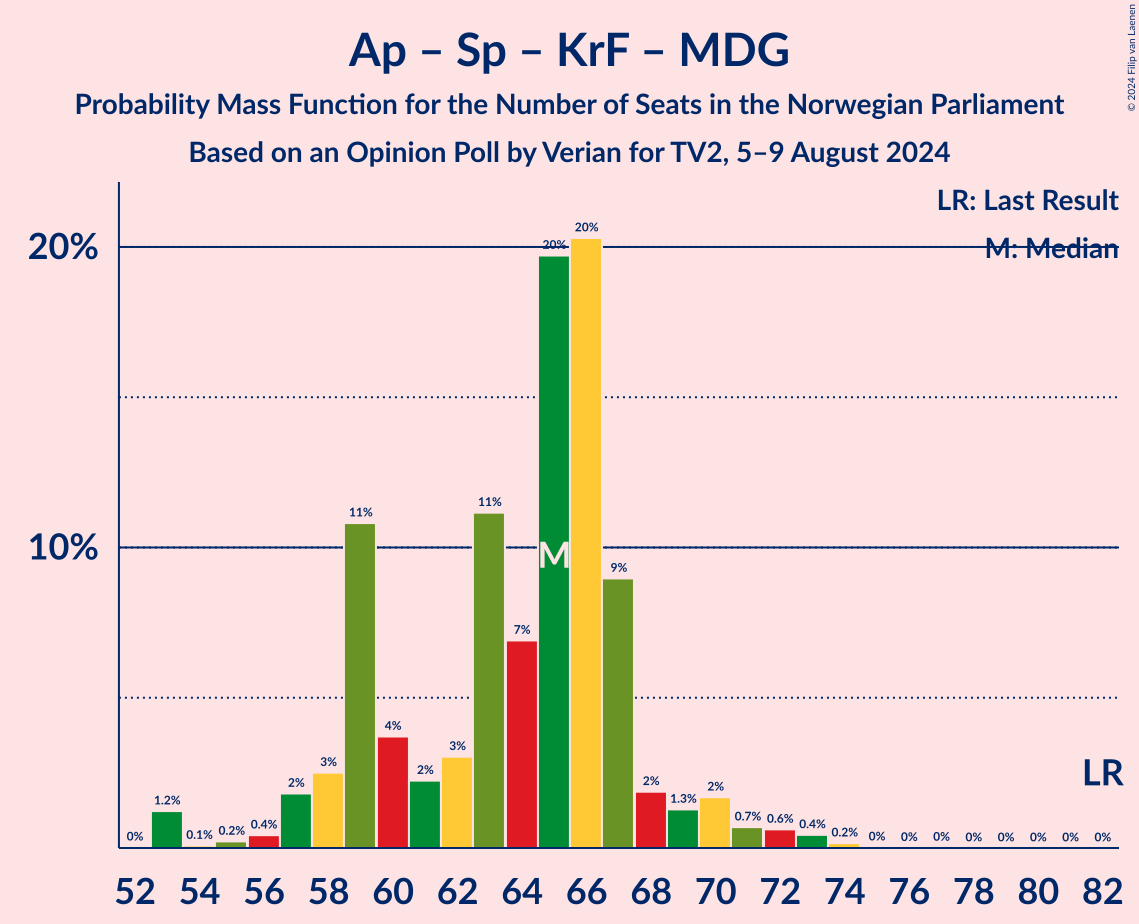 Ap – Sp – KrF – MDG
Probability Mass Function for the Number of Seats in the Norwegian Parliament
Based on an Opinion Poll by Verian for TV2, 5–9 August 2024
© 2024 Filip van Laenen
LR: Last Result
M: Median
20%
10%
0% 1.2% 0.1% 0.2% 0.4% 2% 3% 11% 4% 2% 3% 11% 7% 20% 20% 9% 2% 1.3% 2% 0.7% 0.6% 0.4% 0.2% 0% 0% 0% 0% 0% 0% 0% 0%
M
LR
52 54 56 58 60 62 64 66 68 70 72 74 76 78 80 82